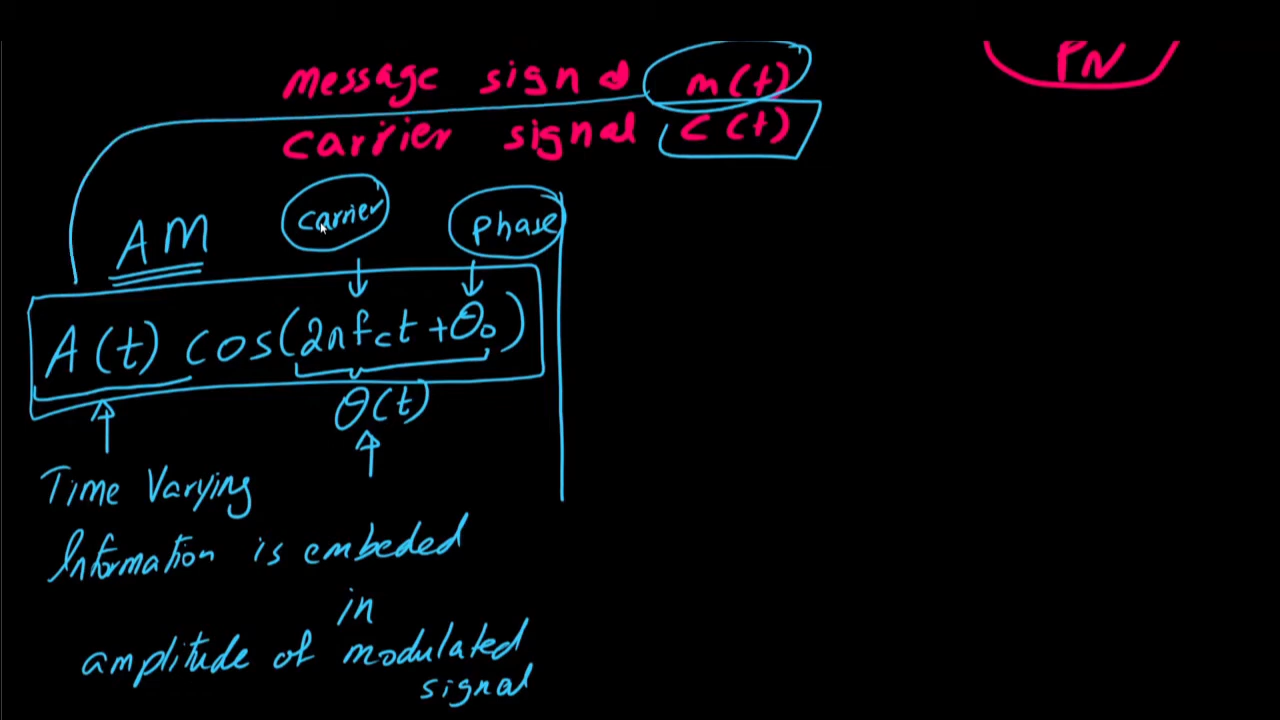 message signal m(t)
PN
carrier signal c(t)
AM
carrier
phase
A(t) cos(2πfct + θ0)
θ(t)
Time Varying
Information is embeded
in
amplitude of modulated
signal